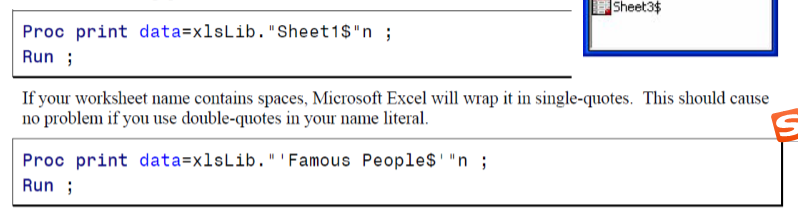 Sheet3$
Proc print data=xlsLib."Sheet1$"n ;
Run ;
If your worksheet name contains spaces, Microsoft Excel will wrap it in single-quotes. This should cause
no problem if you use double-quotes in your name literal.
Proc print data=xlsLib."'Famous People$'"n ;
Run ;